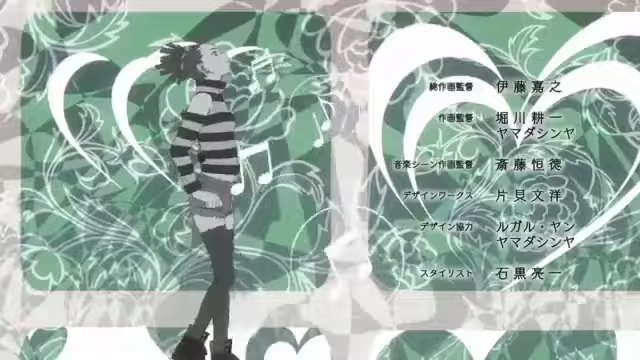 総作画監督 伊藤嘉之
作画監督 堀川耕一
ヤマダシンヤ
音楽シーン作画監督 斎藤恒徳
デザインワークス 片貝文洋
デザイン協力 ルガル・ヤン
ヤマダシンヤ
スタイリスト 石黒亮一